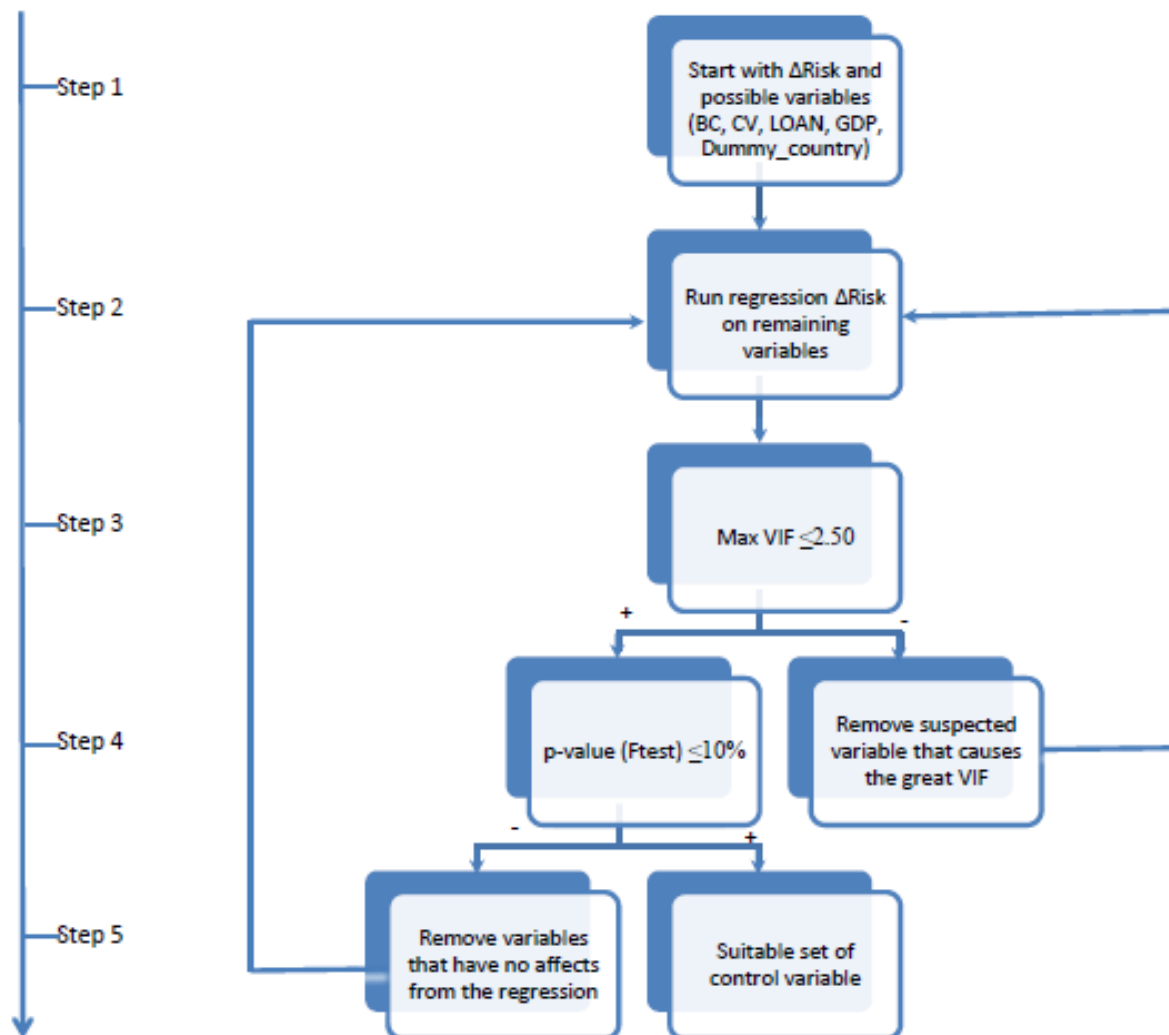 Step 1
Start with ΔRisk and
possible variables
(BC, CV, LOAN, GDP,
Dummy_country)
Step 2
Run regression ΔRisk
on remaining
variables
Step 3
Max VIF ≤2.50
+
-
Step 4
p-value (Ftest) ≤10%
Remove suspected
variable that causes
the great VIF
-
+
Step 5
Remove variables
that have no affects
from the regression
Suitable set of
control variable